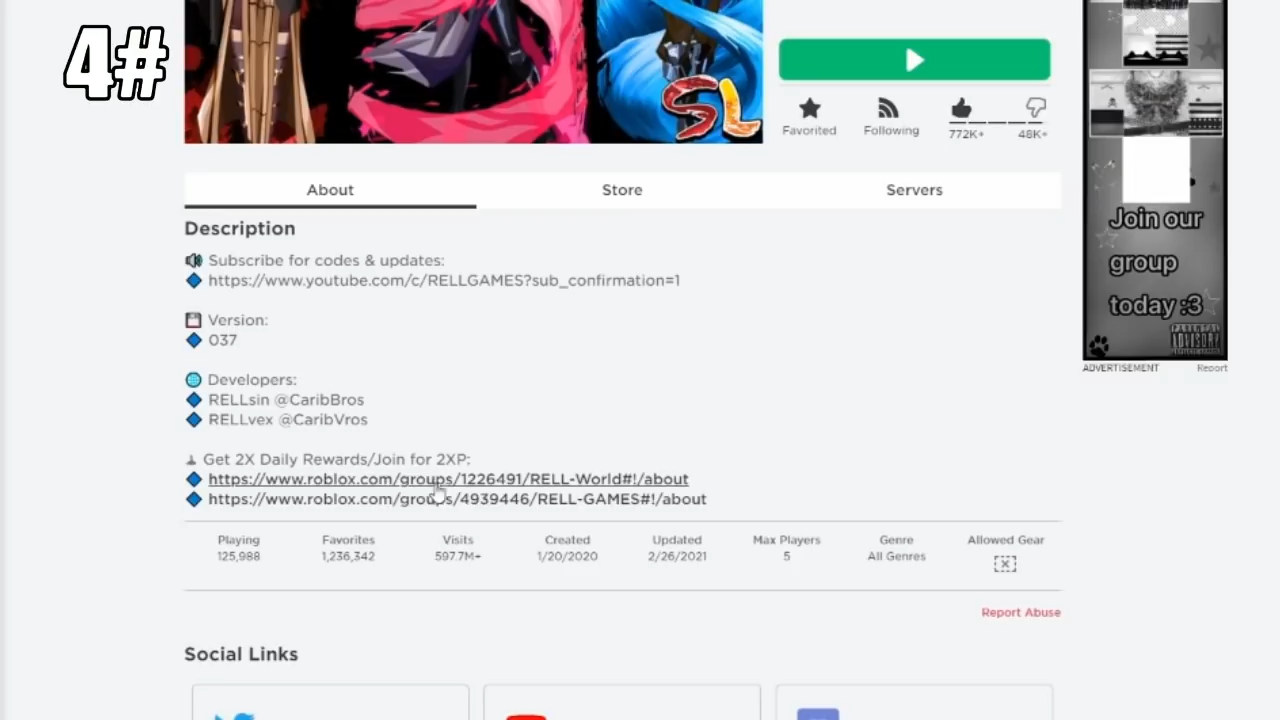 4#
SL
Favorited
Following
772K+
48K+
About
Store
Servers
Description
Subscribe for codes & updates:
https://www.youtube.com/c/RELLGAMES?sub_confirmation=1
Version:
037
Developers:
RELLsin @CaribBros
RELLvex @CaribVros
Get 2X Daily Rewards/Join for 2XP:
https://www.roblox.com/groups/1226491/RELL-World#!/about
https://www.roblox.com/groups/4939446/RELL-GAMES#!/about
Playing
125,988
Favorites
1,236,342
Visits
597.7M+
Created
1/20/2020
Updated
2/26/2021
Max Players
5
Genre
All Genres
Allowed Gear
Report Abuse
Social Links
Join our
group
today :3
PARENTAL
ADVISORY
ADVERTISEMENT
Report